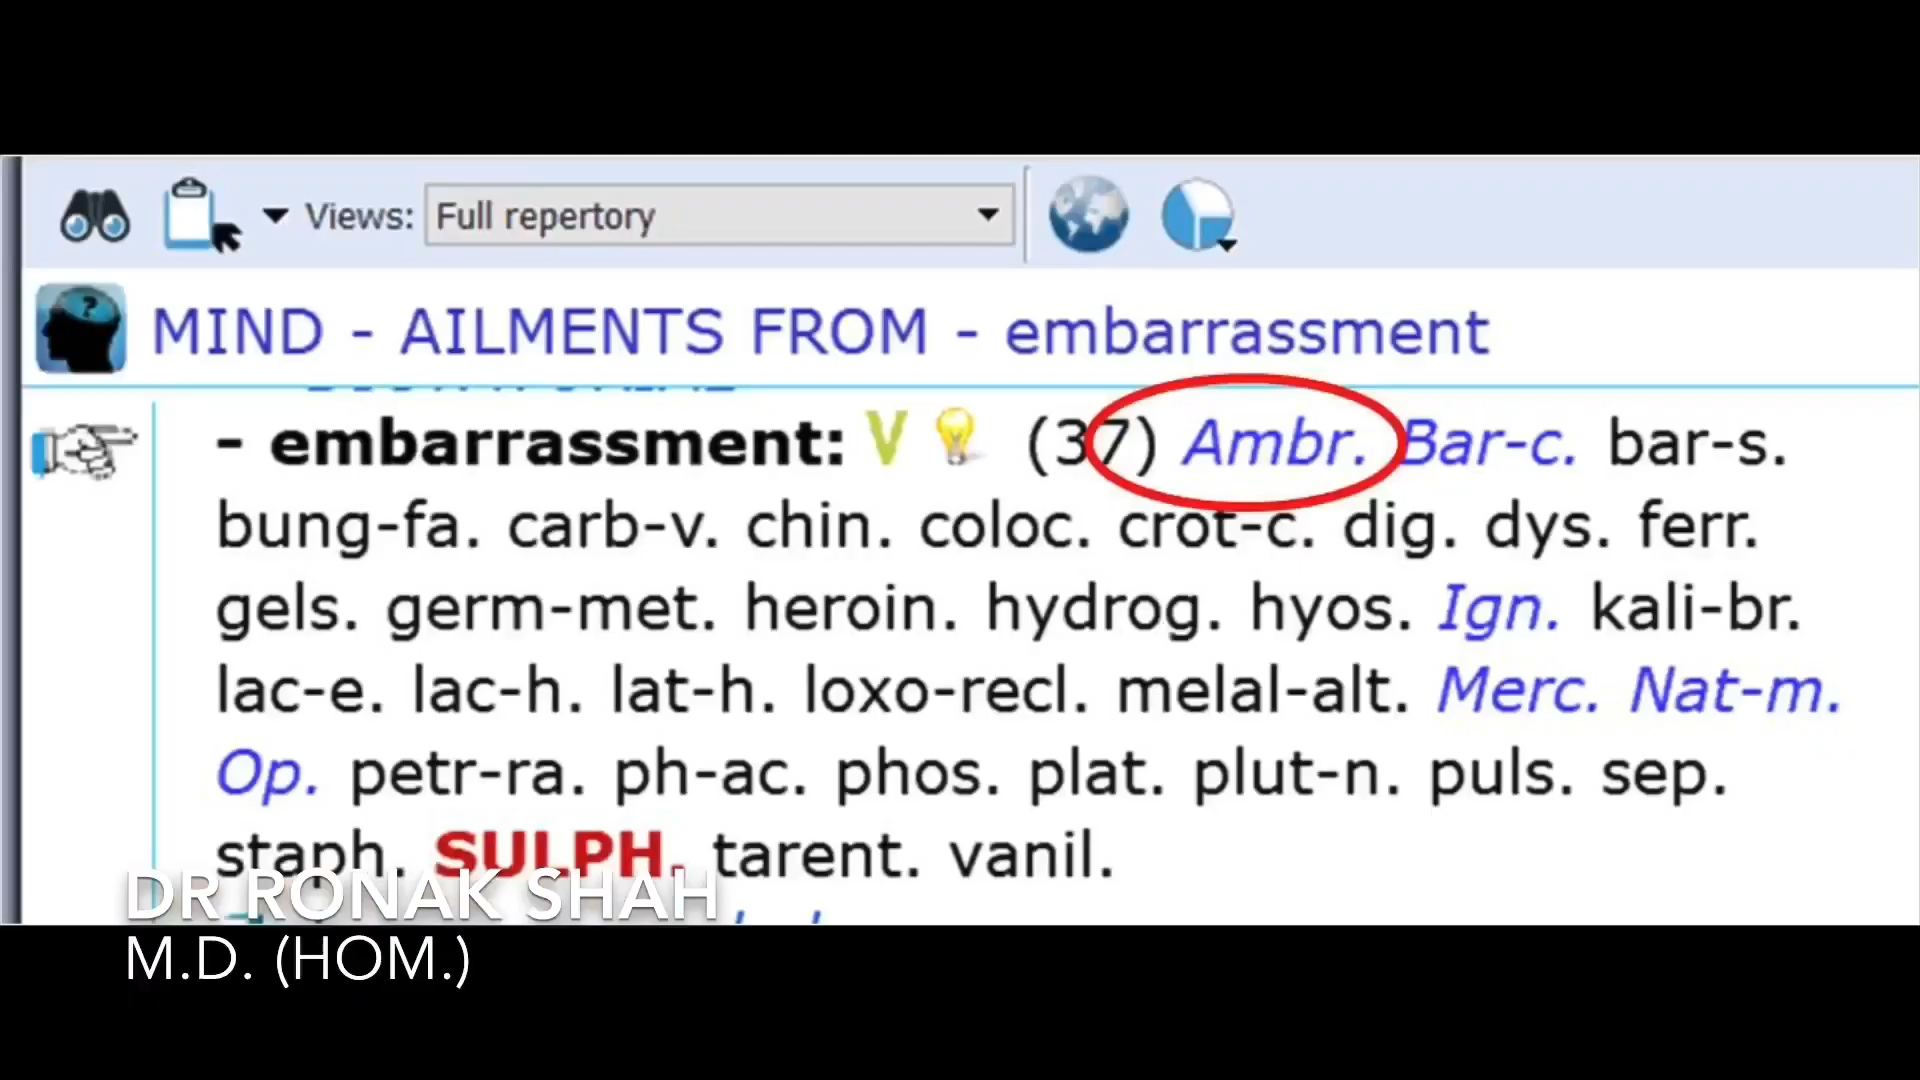 Views: Full repertory
MIND - AILMENTS FROM - embarrassment
- embarrassment: V (37) Ambr. Bar-c. bar-s.
bung-fa. carb-v. chin. coloc. crot-c. dig. dys. ferr.
gels. germ-met. heroin. hydrog. hyos. Ign. kali-br.
lac-e. lac-h. lat-h. loxo-recl. melal-alt. Merc. Nat-m.
Op. petr-ra. ph-ac. phos. plat. plut-n. puls. sep.
staph. SULPH. tarent. vanil.
DR RONAK SHAH
M.D. (HOM.)